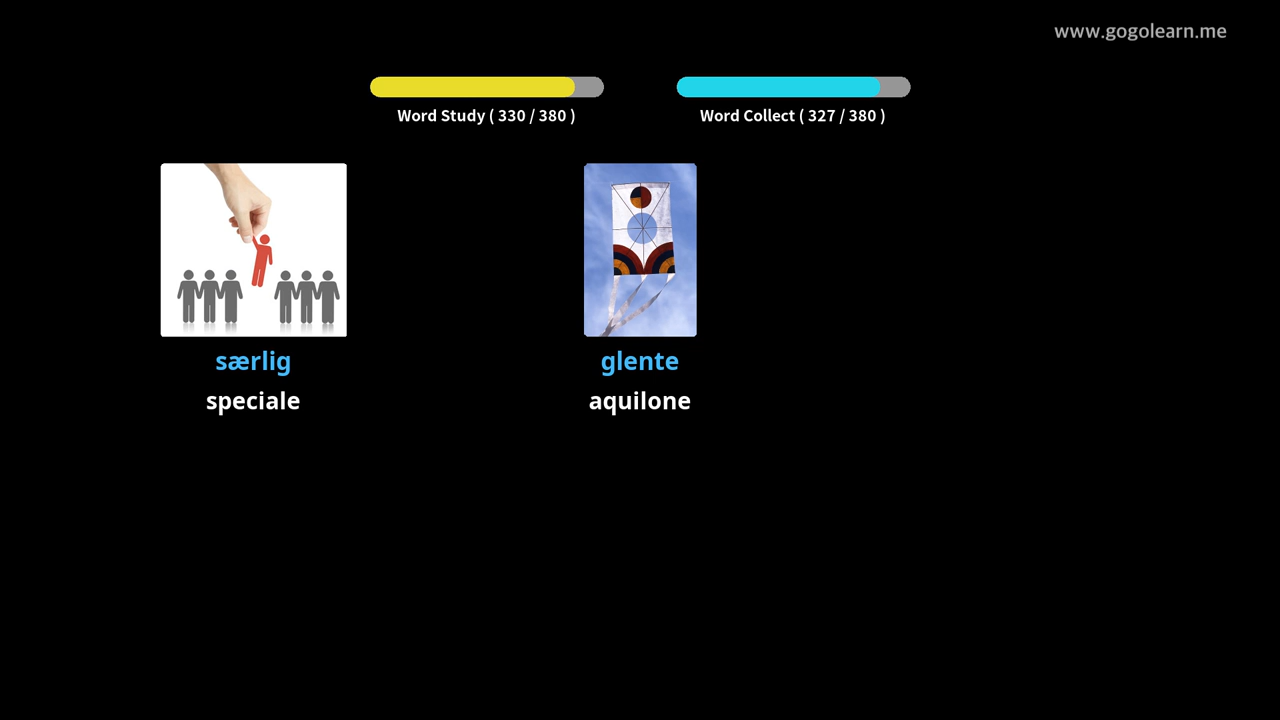 www.gogolearn.me
Word Study ( 330 / 380 )
Word Collect ( 327 / 380 )
særlig
glente
speciale
aquilone